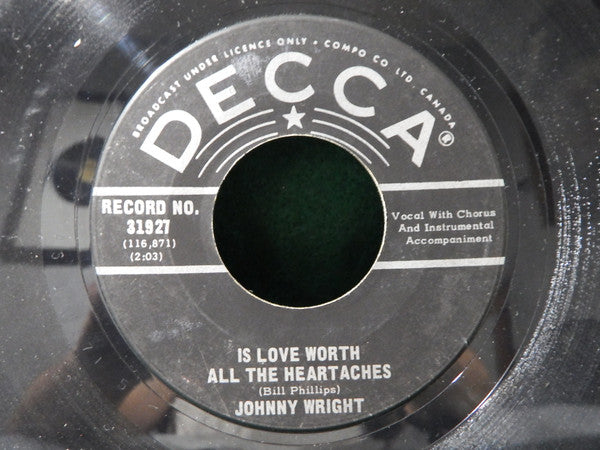 BROADCAST UNDER LICENCE ONLY • COMPO CO LTD. CANADA
DECCA®
RECORD NO.
31927
(116,871)
(2:03)
Vocal With Chorus
And Instrumental
Accompaniment
IS LOVE WORTH
ALL THE HEARTACHES
(Bill Phillips)
JOHNNY WRIGHT